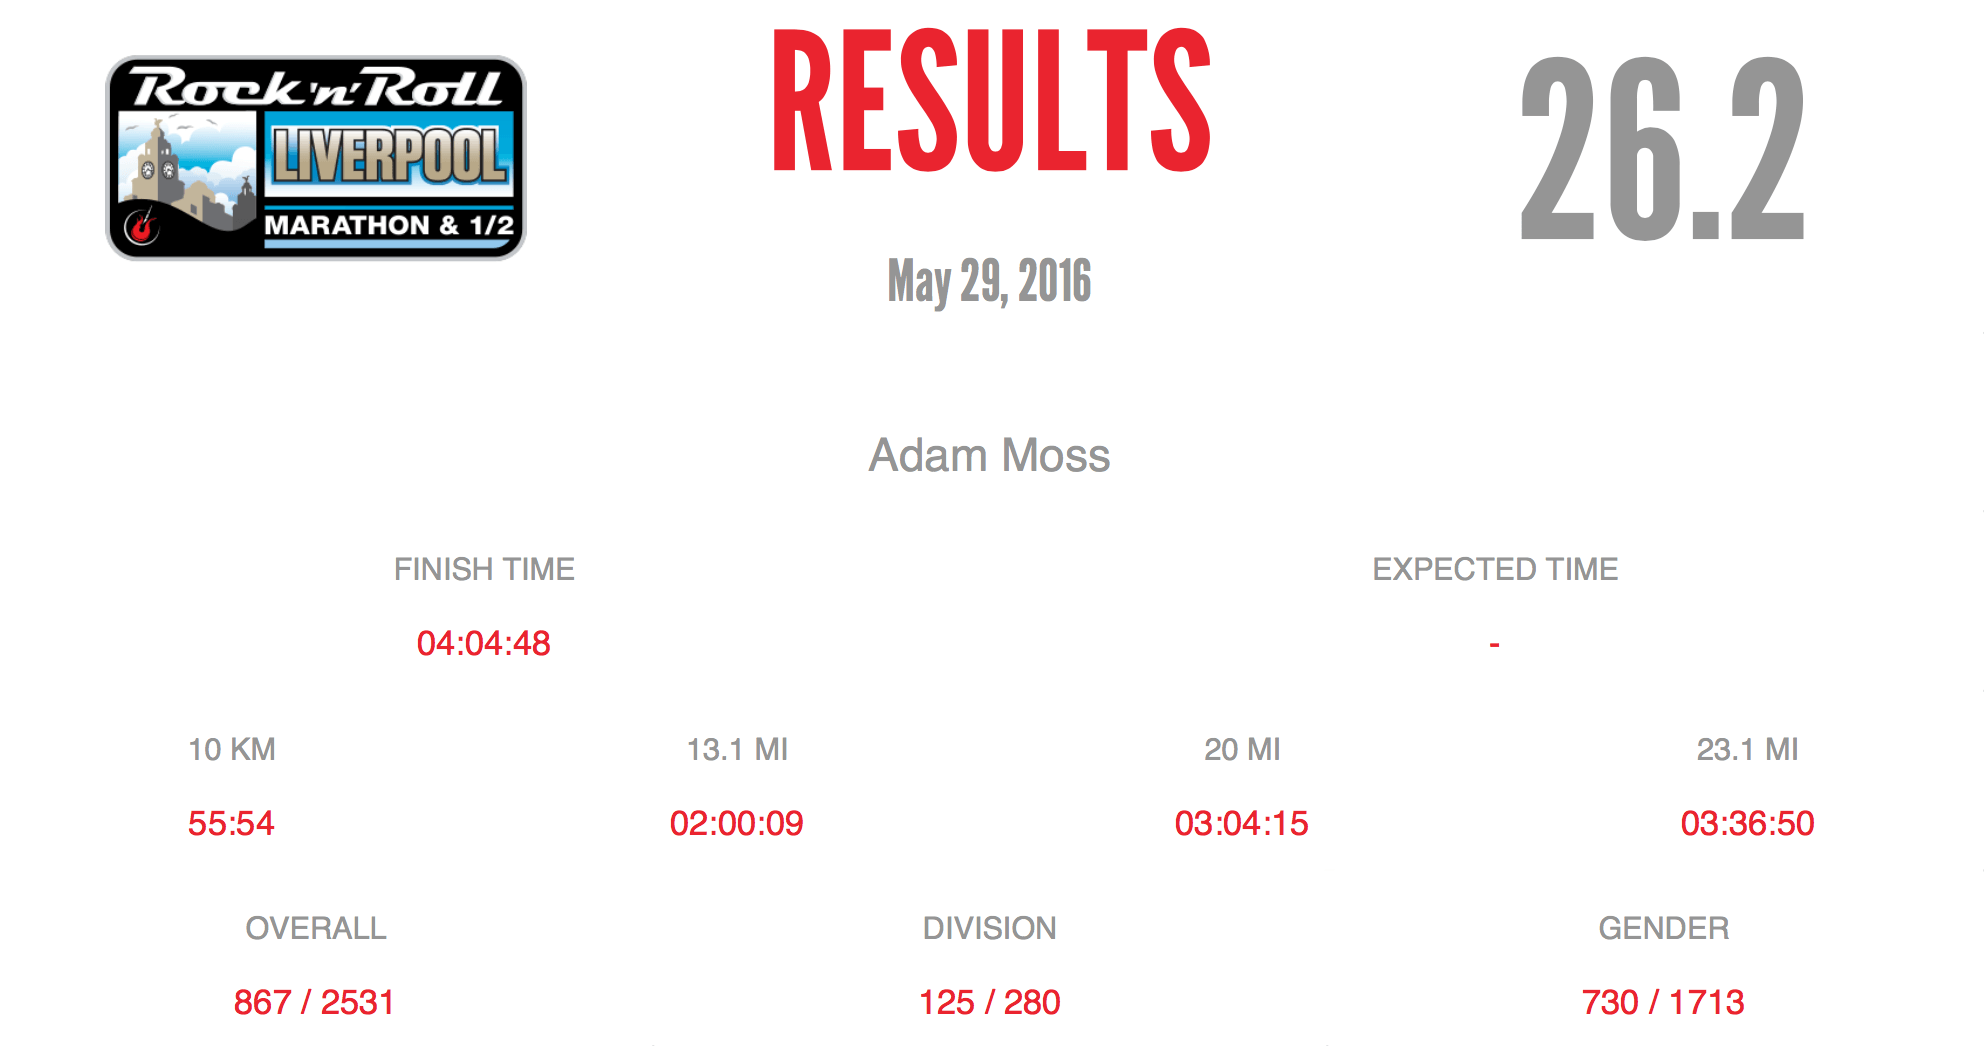 Rock 'n' Roll
LIVERPOOL
MARATHON & 1/2
RESULTS
26.2
May 29, 2016
Adam Moss
FINISH TIME EXPECTED TIME
04:04:48 -
10 KM 13.1 MI 20 MI 23.1 MI
55:54 02:00:09 03:04:15 03:36:50
OVERALL DIVISION GENDER
867 / 2531 125 / 280 730 / 1713